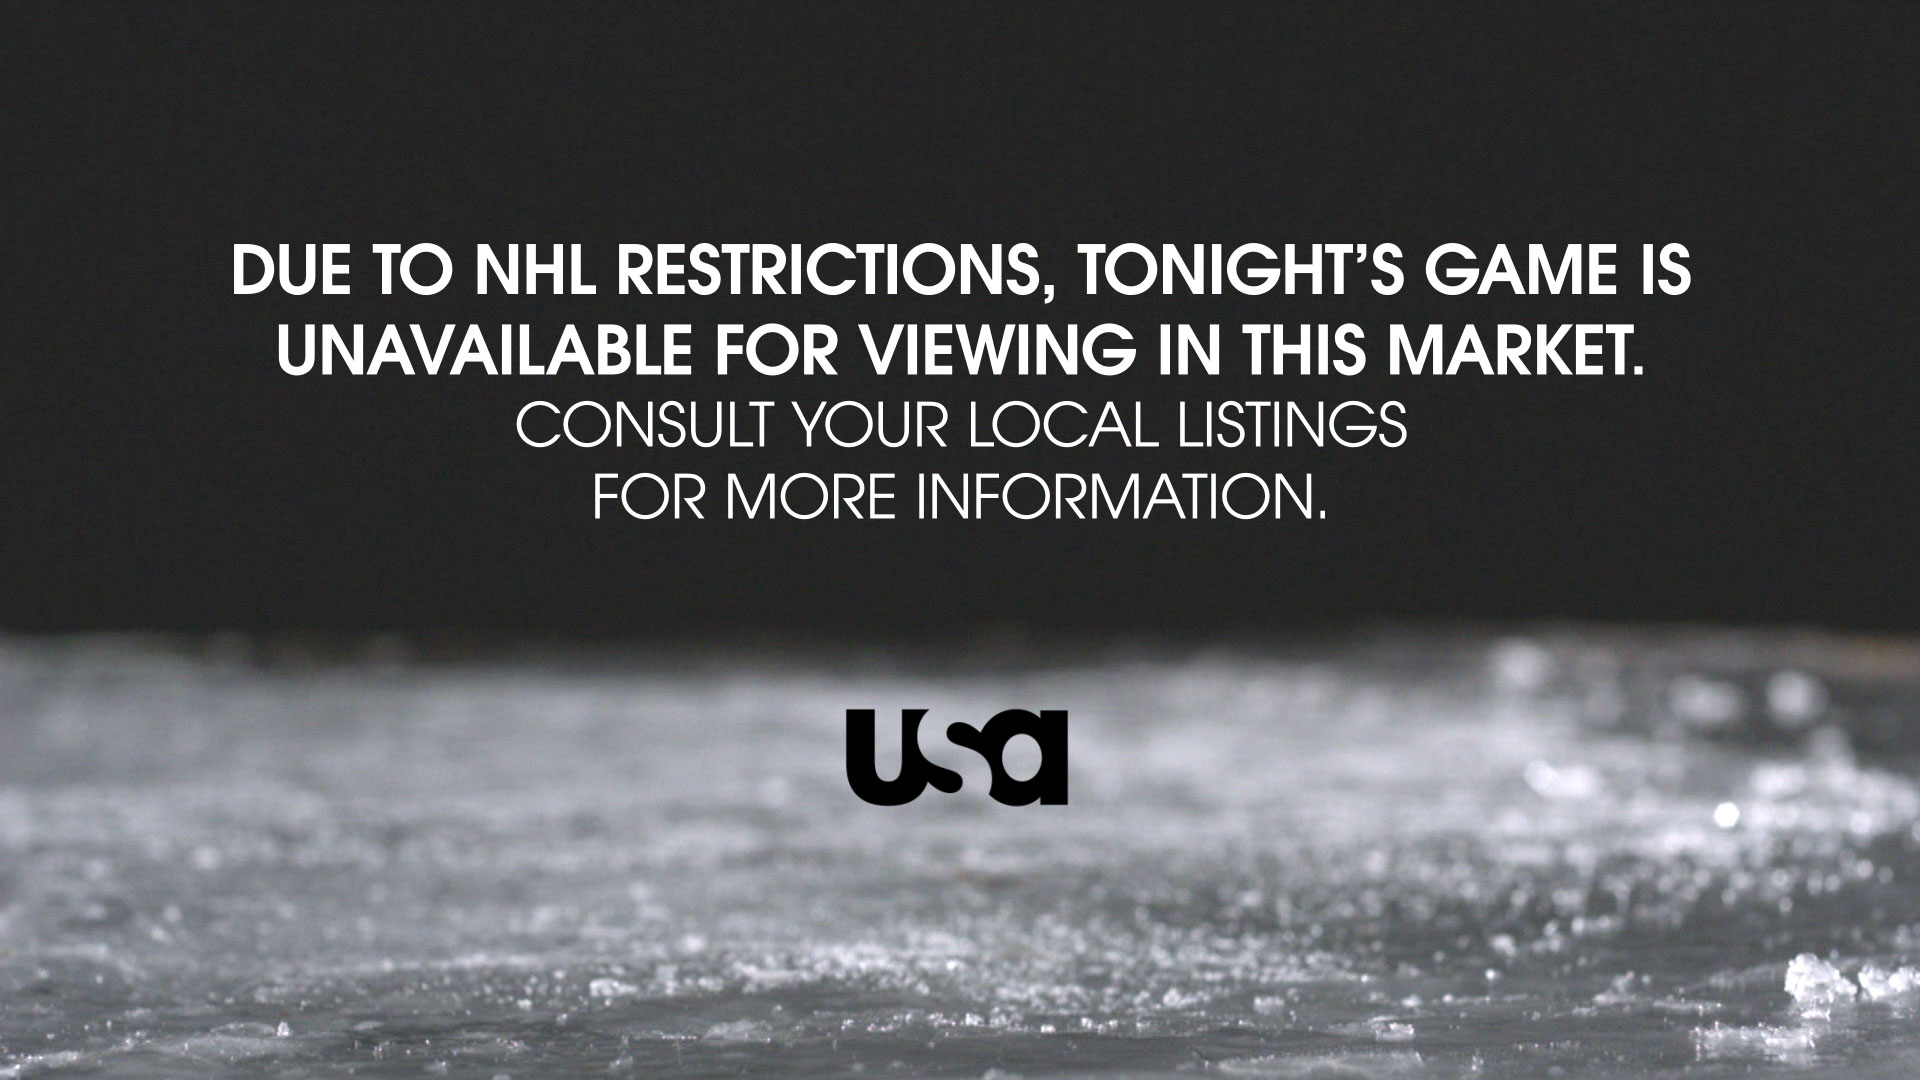 DUE TO NHL RESTRICTIONS, TONIGHT’S GAME IS
UNAVAILABLE FOR VIEWING IN THIS MARKET.
CONSULT YOUR LOCAL LISTINGS
FOR MORE INFORMATION.
usa